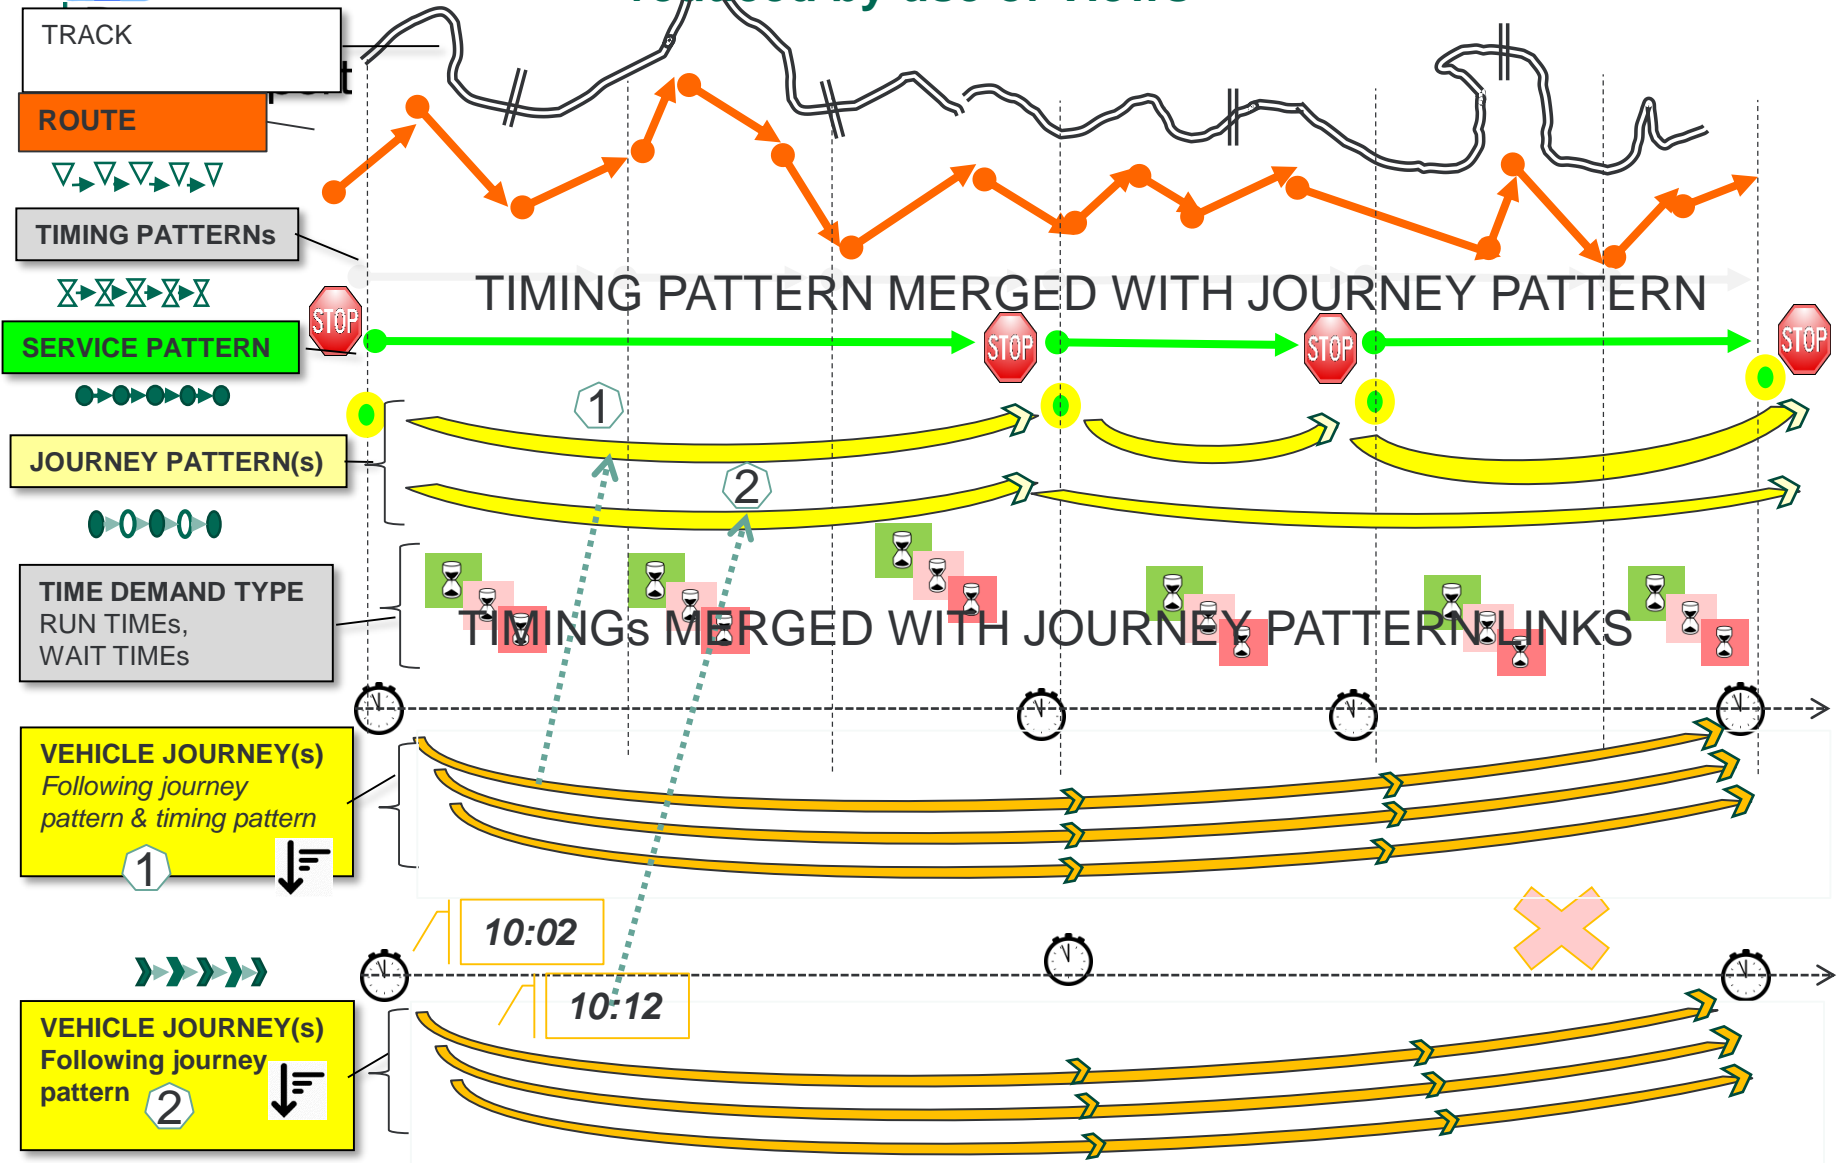 TRACK
ROUTE
TIMING PATTERNs
TIMING PATTERN MERGED WITH JOURNEY PATTERN
STOP
STOP
STOP
STOP
SERVICE PATTERN
1
JOURNEY PATTERN(s)
2
TIME DEMAND TYPE
RUN TIMEs,
WAIT TIMEs
TIMINGs MERGED WITH JOURNEY PATTERN LINKS
VEHICLE JOURNEY(s)
Following journey
pattern & timing pattern
1
10:02
10:12
VEHICLE JOURNEY(s)
Following journey
pattern
2